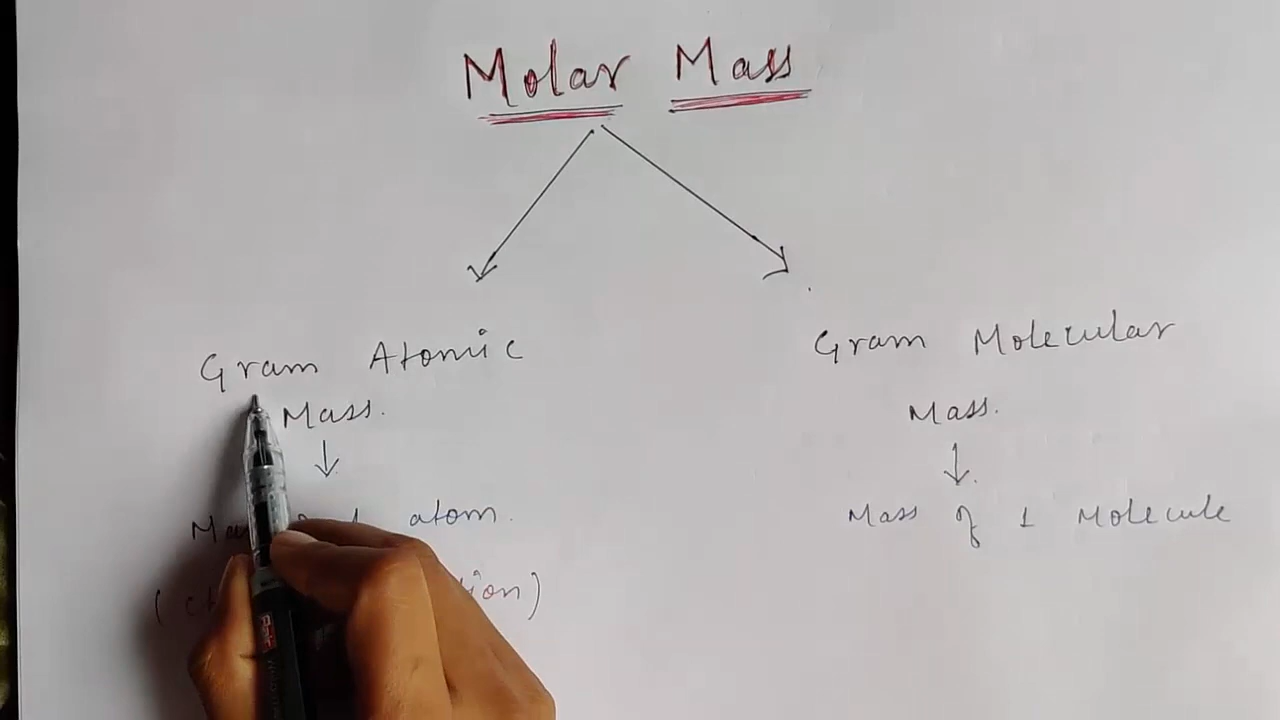 Molar Mass
Gram Atomic
Mass.
atom.
Gram Molecular
Mass.
Mass of 1 Molecule